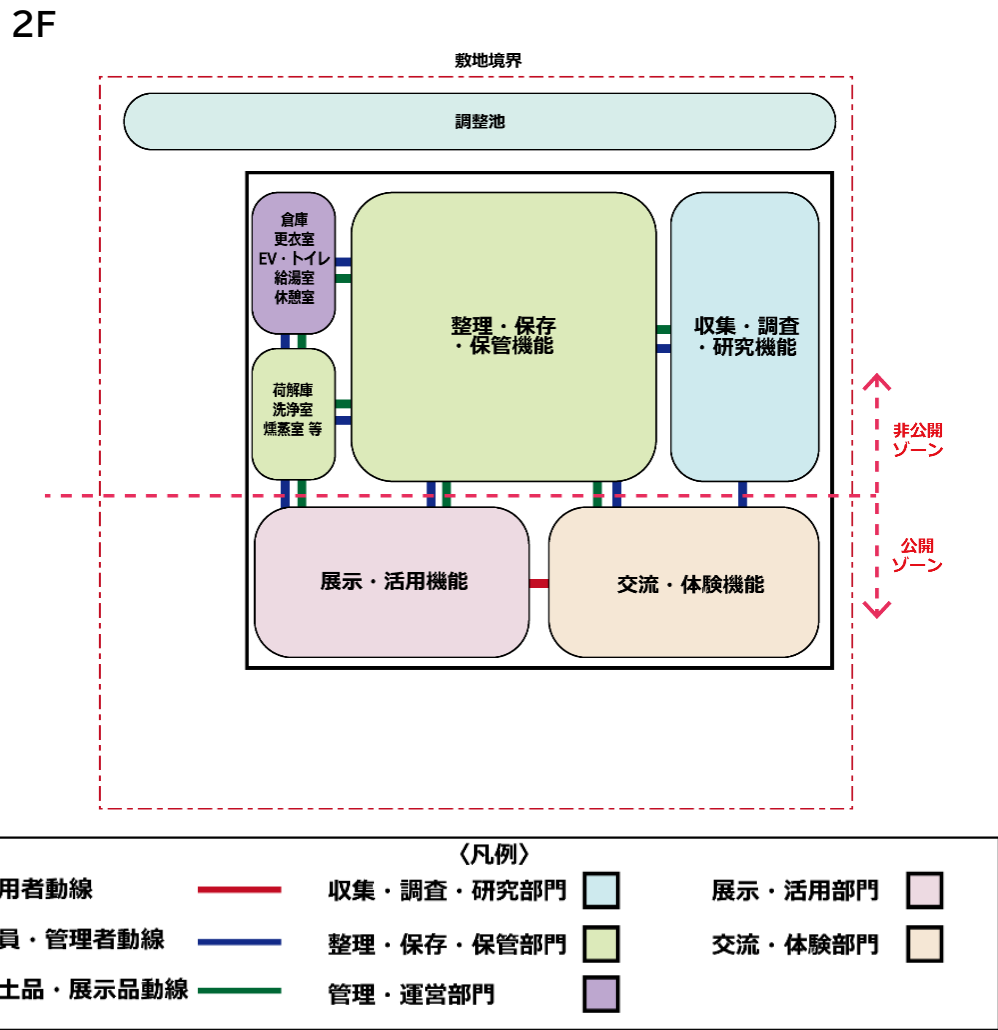 2F
敷地境界
調整池
倉庫
更衣室
EV・トイレ
給湯室
休憩室
整理・保存
・保管機能
収集・調査
・研究機能
荷解庫
洗浄室
燻蒸室 等
非公開
ゾーン
公開
ゾーン
展示・活用機能
交流・体験機能
〈凡例〉
用者動線
収集・調査・研究部門
展示・活用部門
員・管理者動線
整理・保存・保管部門
交流・体験部門
土品・展示品動線
管理・運営部門